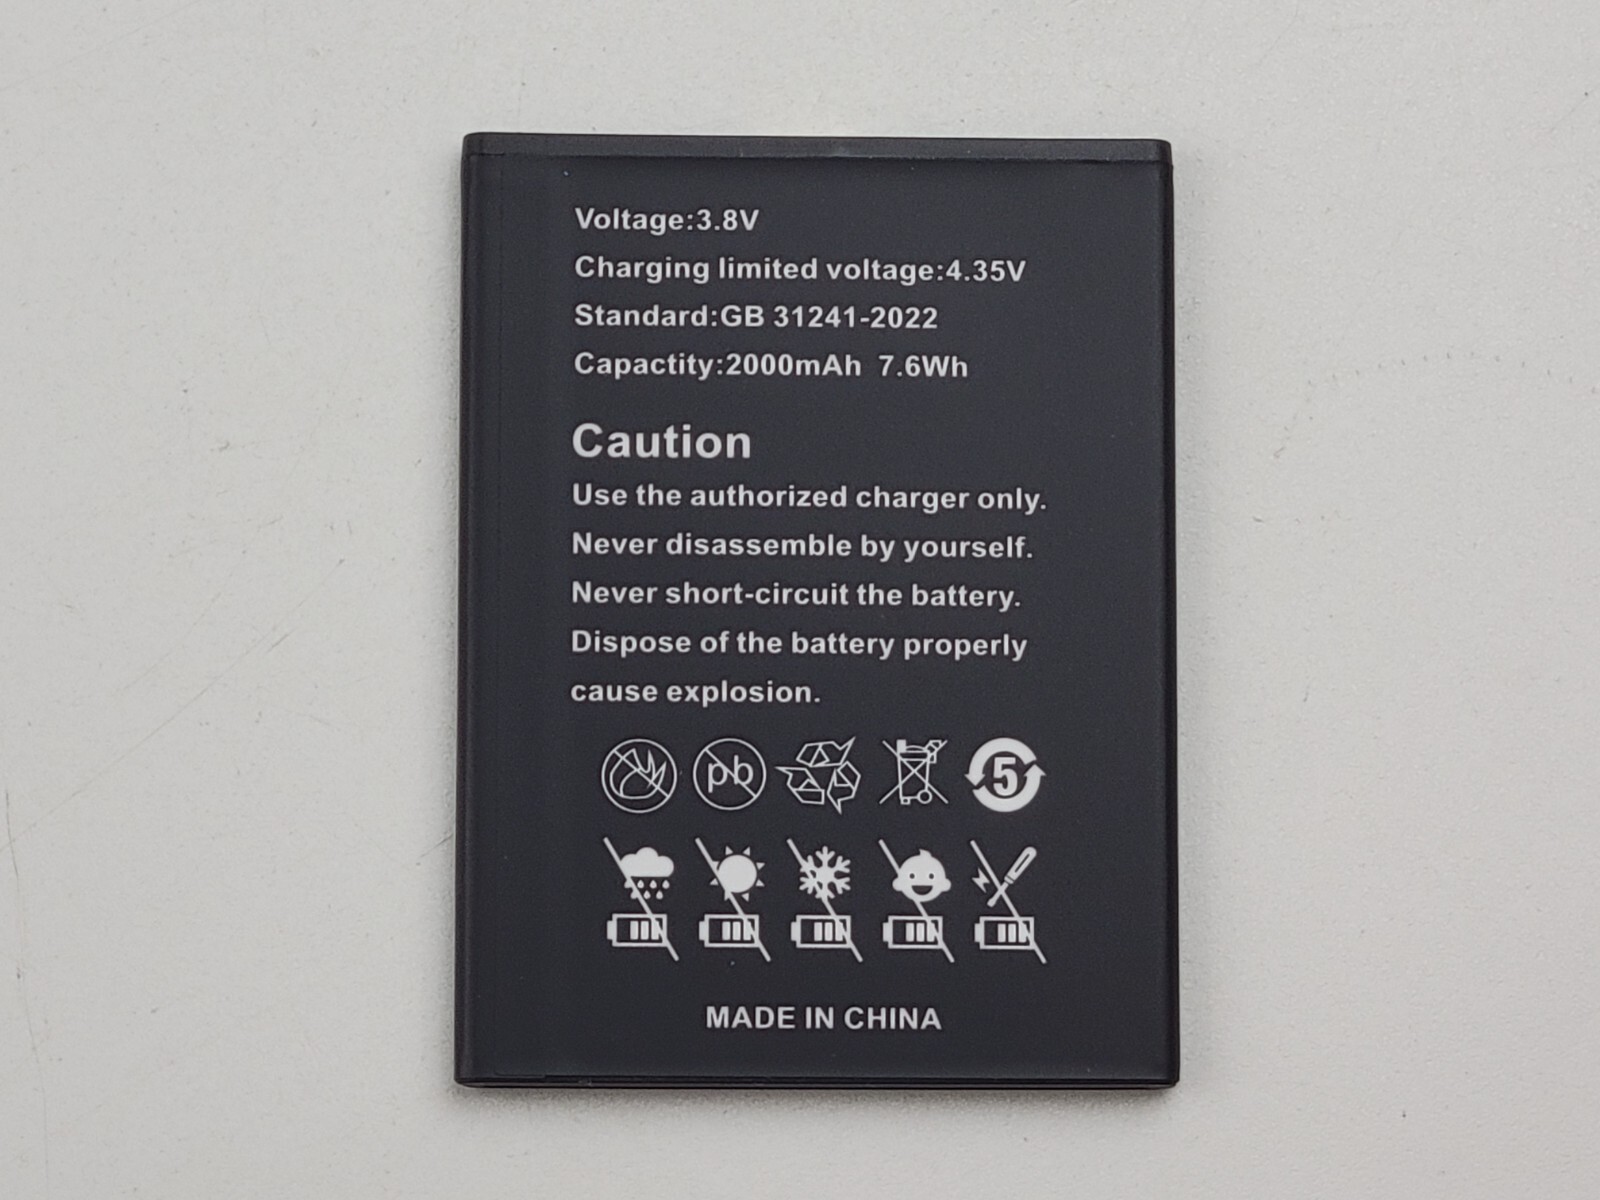 Voltage:3.8V
Charging limited voltage:4.35V
Standard:GB 31241-2022
Capactity:2000mAh 7.6Wh
Caution
Use the authorized charger only.
Never disassemble by yourself.
Never short-circuit the battery.
Dispose of the battery properly
cause explosion.
pb
5
MADE IN CHINA